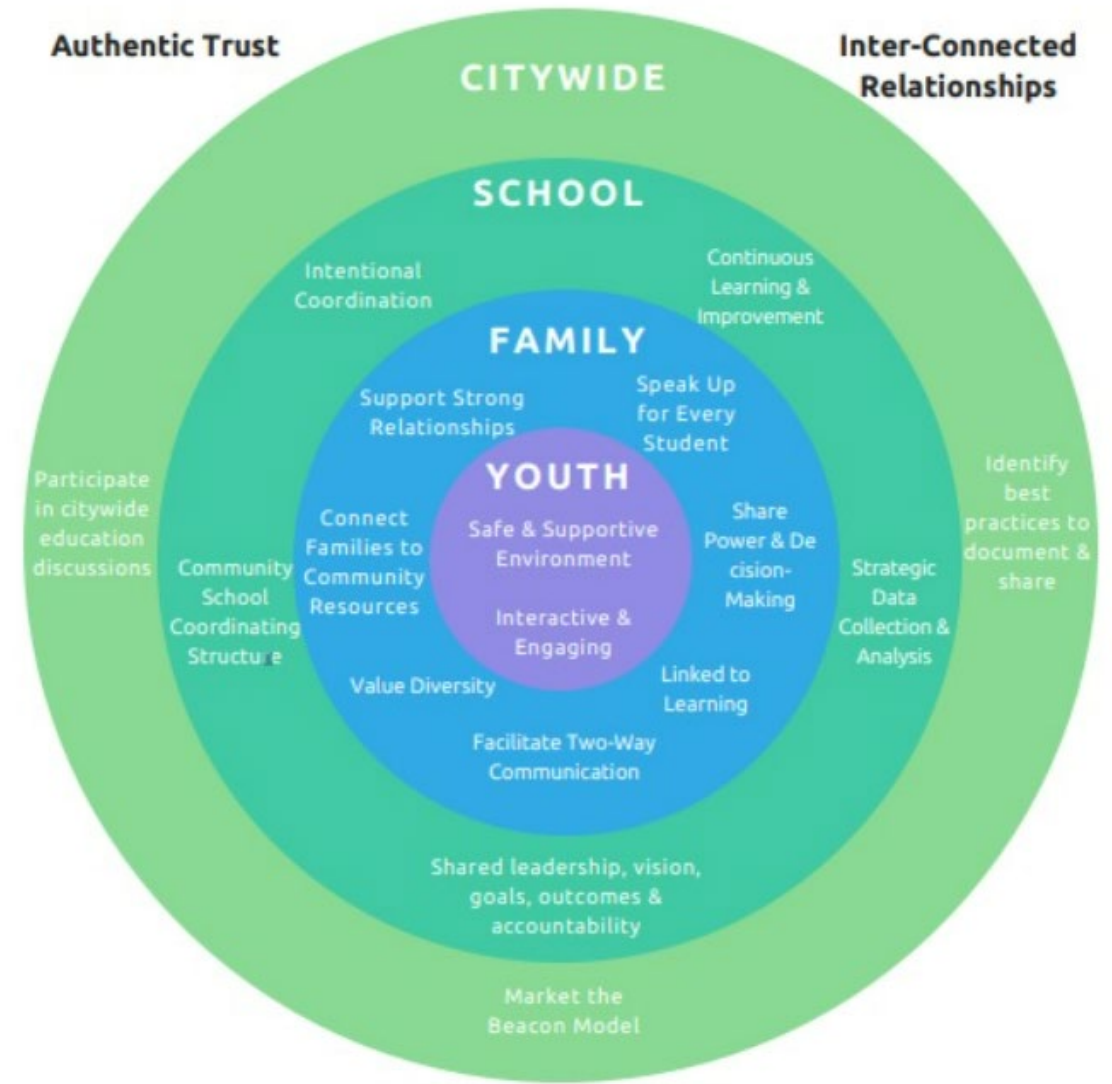 Authentic Trust
Inter-Connected
Relationships
CITYWIDE
SCHOOL
Intentional
Coordination
Continuous
Learning &
Improvement
FAMILY
Support Strong
Relationships
Speak Up
for Every
Student
YOUTH
Safe & Supportive
Environment
Interactive &
Engaging
Participate
in citywide
education
discussions
Community
School
Coordinating
Structure
Connect
Families to
Community
Resources
Share
Power & De
cision-
Making
Strategic
Data
Collection &
Analysis
Identify
best
practices to
document &
share
Value Diversity
Linked to
Learning
Facilitate Two-Way
Communication
Shared leadership, vision,
goals, outcomes &
accountability
Market the
Beacon Model